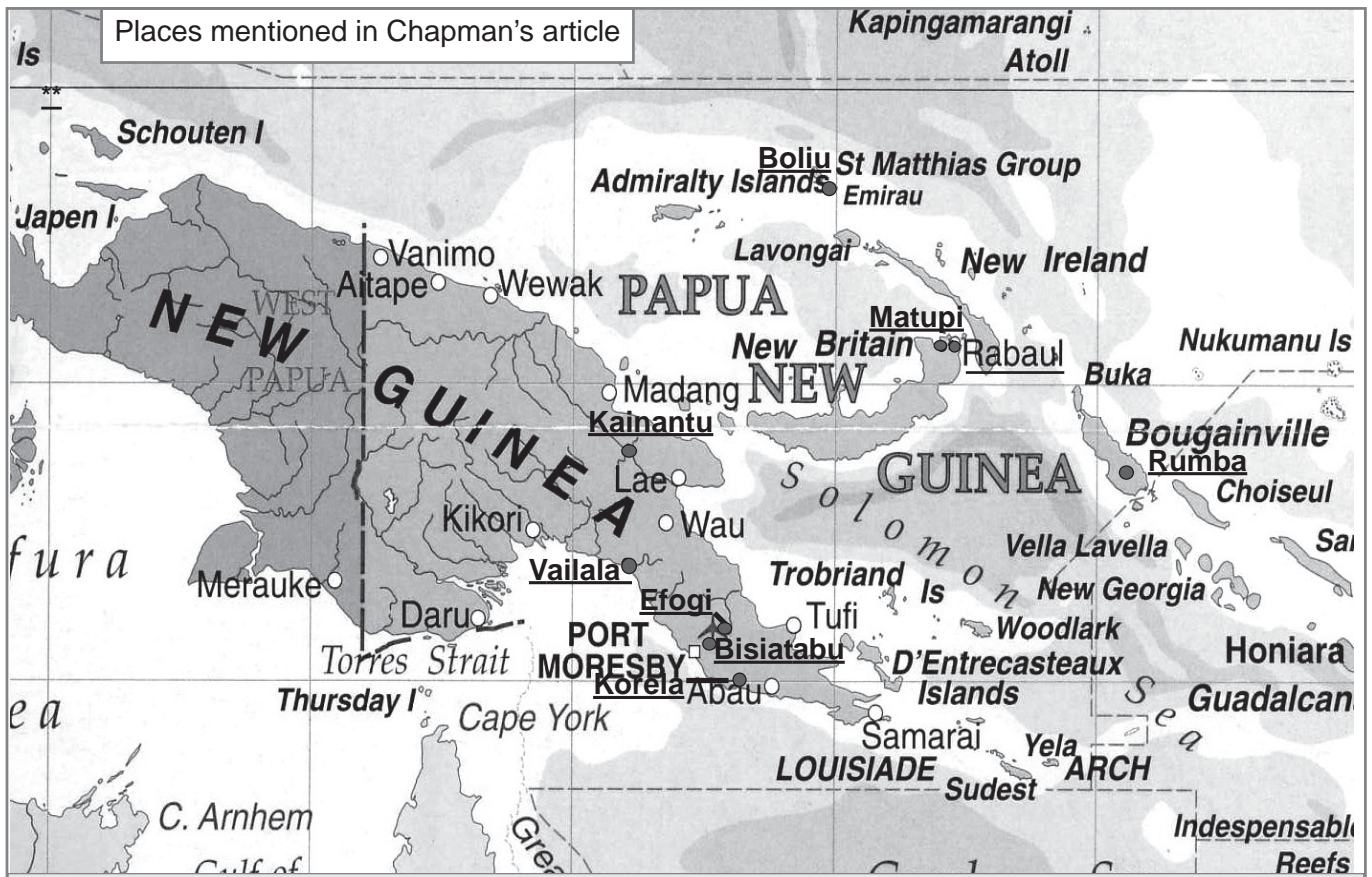 Places mentioned in Chapman's article
Kapingamarangi
Atoll
Is
**
Schouten I
Japen I
Boliu
St Matthias Group
Admiralty Islands
Emirau
Lavongai
New Ireland
Vanimo
Aitape
Wewak
WEST
PAPUA
NEW
GUINEA
PAPUA
NEW
GUINEA
Matupi
New Britain
Rabaul
Nukumanu Is
Buka
Madang
Kainantu
Bougainville
Rumba
Choiseul
Lae
Solomon
Sea
Kikori
Wau
Vella Lavella
New Georgia
fura
Merauke
Vailala
Trobriand
Is
Efogi
Tufi
Daru
Woodlark
PORT
MORESBY
Bisiatabu
Honiara
Torres Strait
D'Entrecasteaux
Islands
Korela
Abau
Thursday I
Guadalcan
ea
Cape York
Samarai
Yela
LOUISIADE
ARCH
Sudest
C. Arnhem
Gulf of
Grea
Indespensable
Reefs